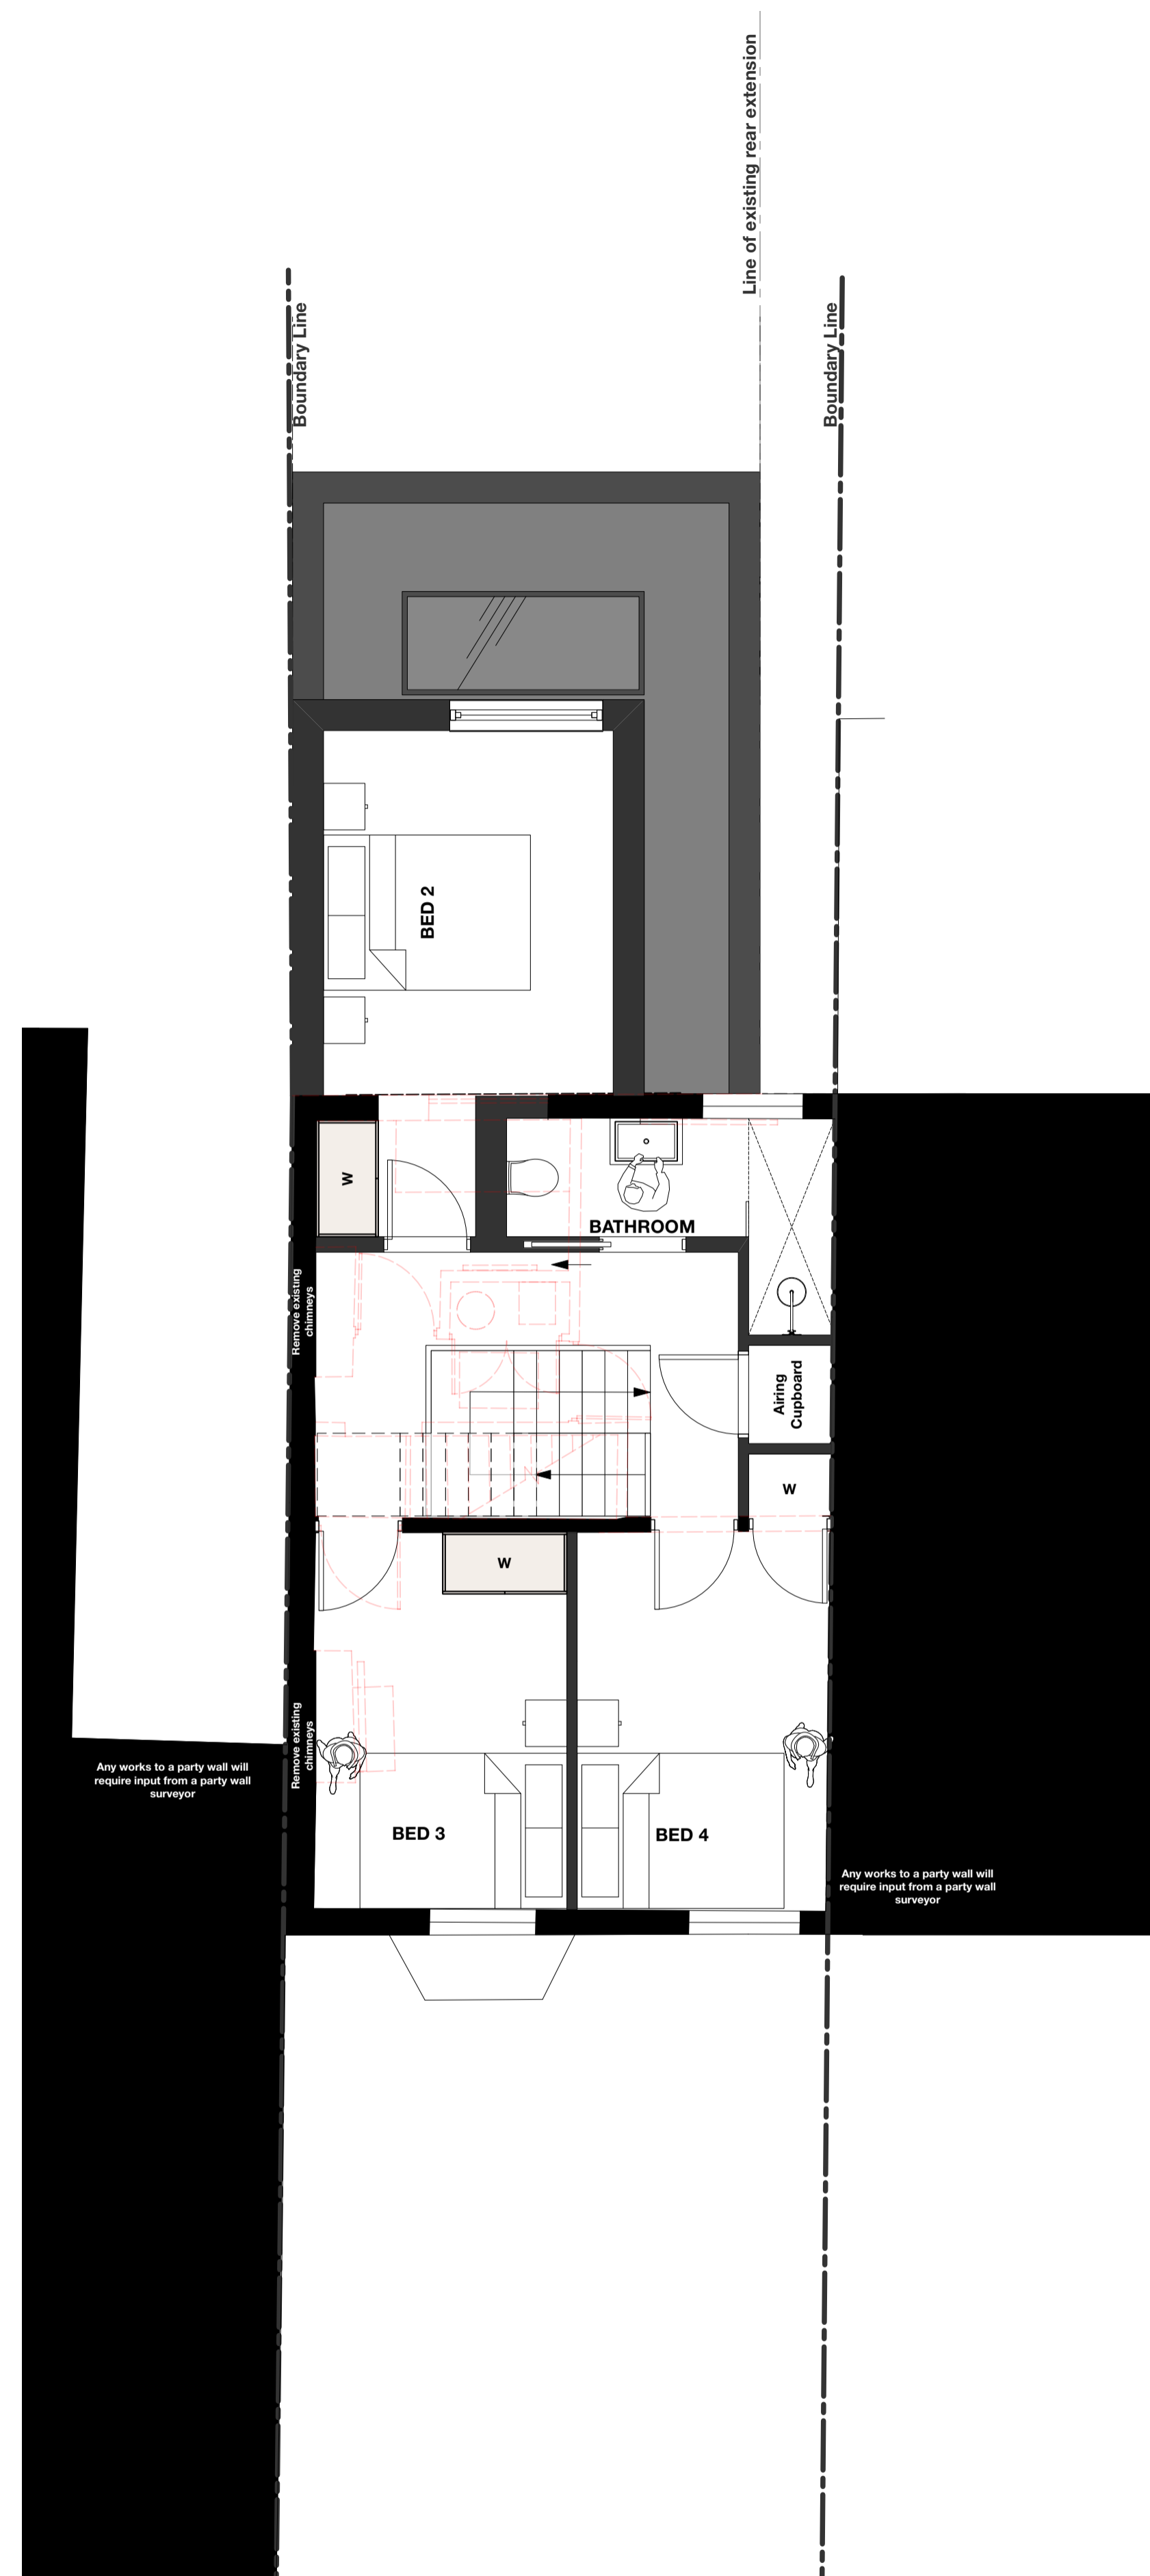 Line of existing rear extension
Boundary Line
Boundary Line
BED 2
W
BATHROOM
Remove existing
chimneys
Airing
Cupboard
W
W
Remove existing
chimneys
Any works to a party wall will
require input from a party wall
surveyor
BED 3
BED 4
Any works to a party wall will
require input from a party wall
surveyor